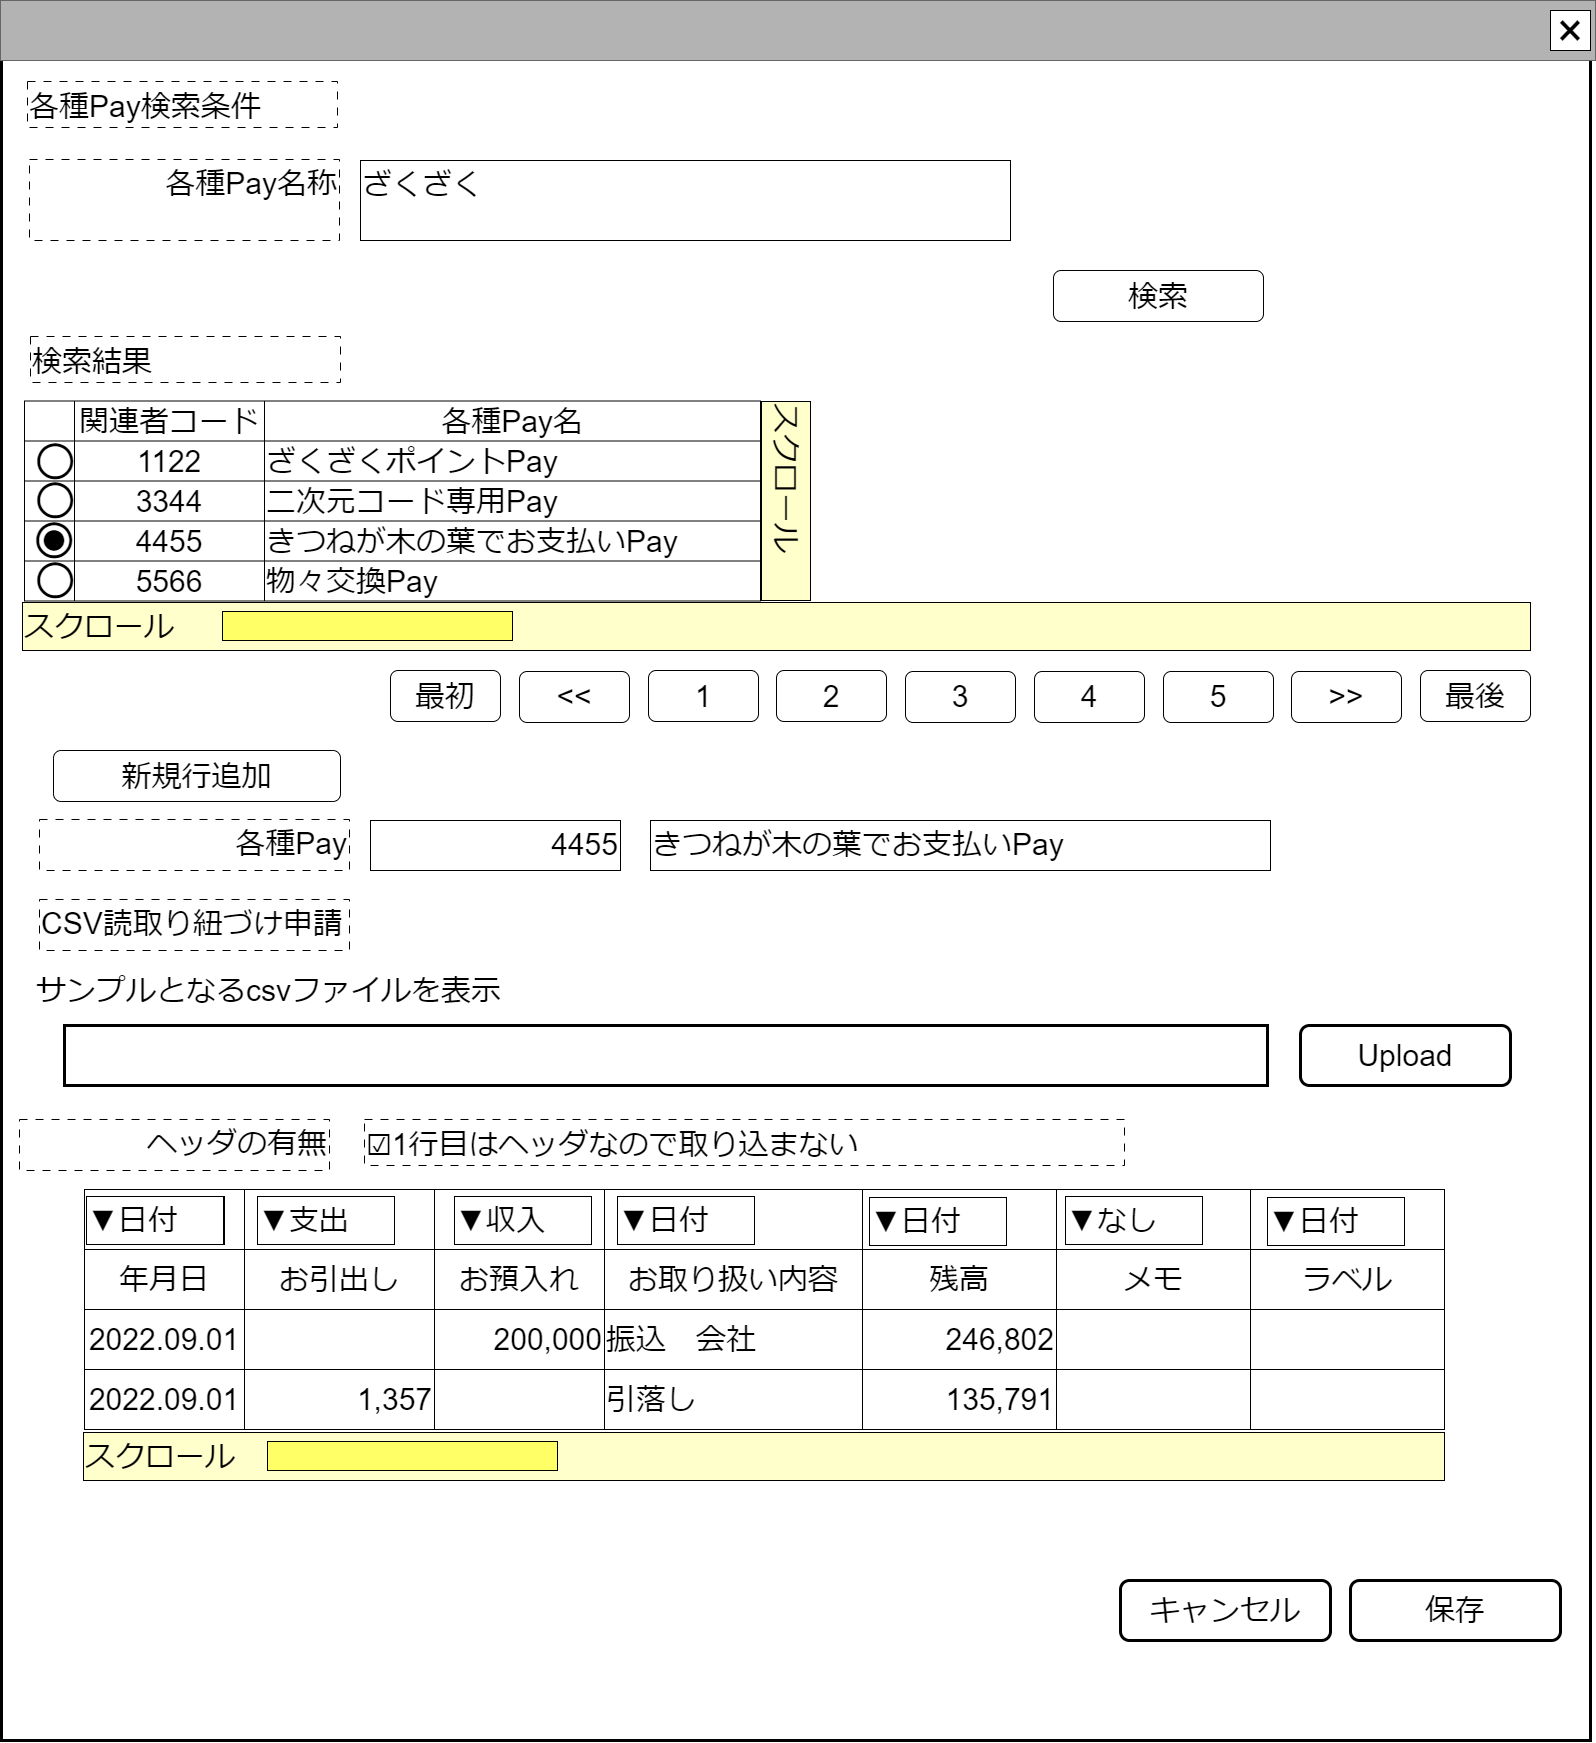 各種Pay検索条件
各種Pay名称 ざくざく
検索
検索結果
関連者コード 各種Pay名
1122 ざくざくポイントPay
3344 二次元コード専用Pay
4455 きつねが木の葉でお支払いPay
5566 物々交換Pay
スクロール
スクロール
最初 << 1 2 3 4 5 >> 最後
新規行追加
各種Pay 4455 きつねが木の葉でお支払いPay
CSV読取り紐づけ申請
サンプルとなるcsvファイルを表示
Upload
ヘッダの有無 ☑1行目はヘッダなので取り込まない
▼日付 ▼支出 ▼収入 ▼日付 ▼日付 ▼なし ▼日付
年月日 お引出し お預入れ お取り扱い内容 残高 メモ ラベル
2022.09.01 200,000 振込　会社 246,802
2022.09.01 1,357 引落し 135,791
スクロール
キャンセル 保存